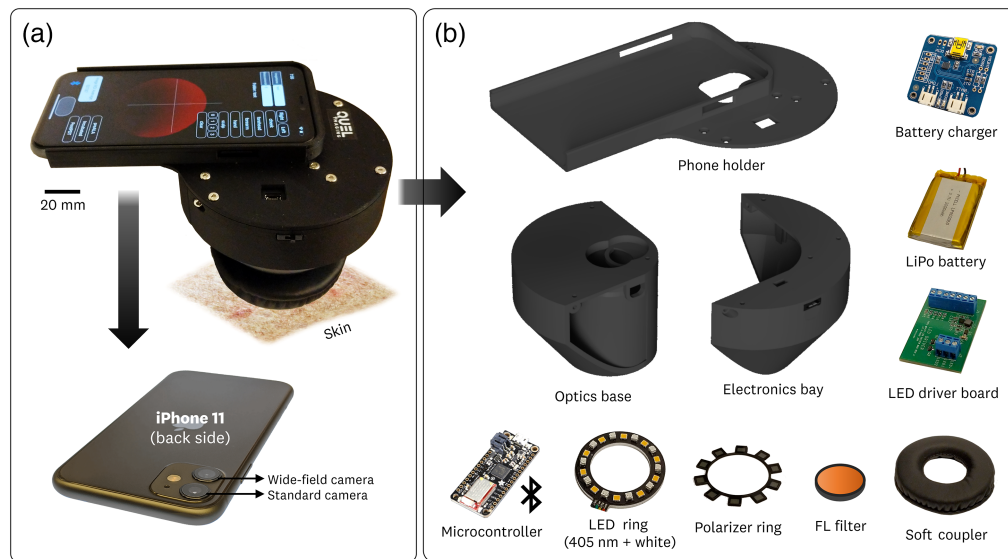 (a)
QUEL
20 mm
Skin
iPhone 11
(back side)
Wide-field camera
Standard camera
(b)
Phone holder
Battery charger
LiPo battery
Optics base
Electronics bay
LED driver board
Microcontroller
LED ring
(405 nm + white)
Polarizer ring
FL filter
Soft coupler